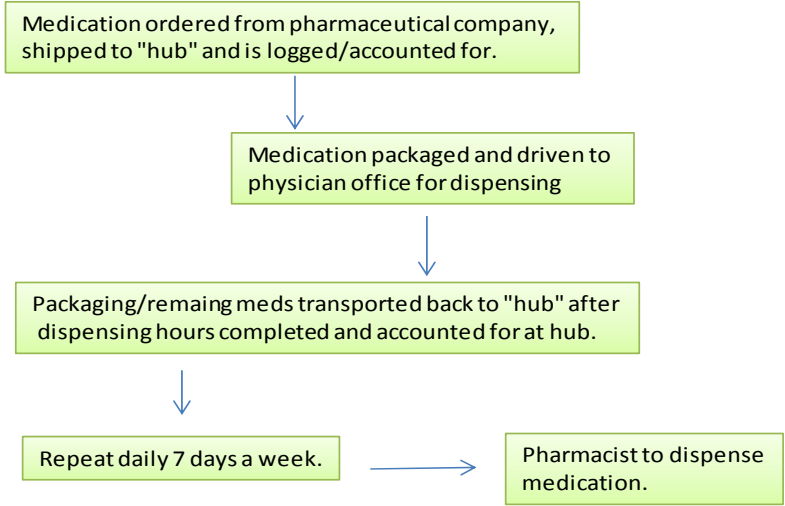 Medication ordered from pharmaceutical company,
shipped to "hub" and is logged/accounted for.
Medication packaged and driven to
physician office for dispensing
Packaging/remaing meds transported back to "hub" after
dispensing hours completed and accounted for at hub.
Repeat daily 7 days a week.
Pharmacist to dispense
medication.